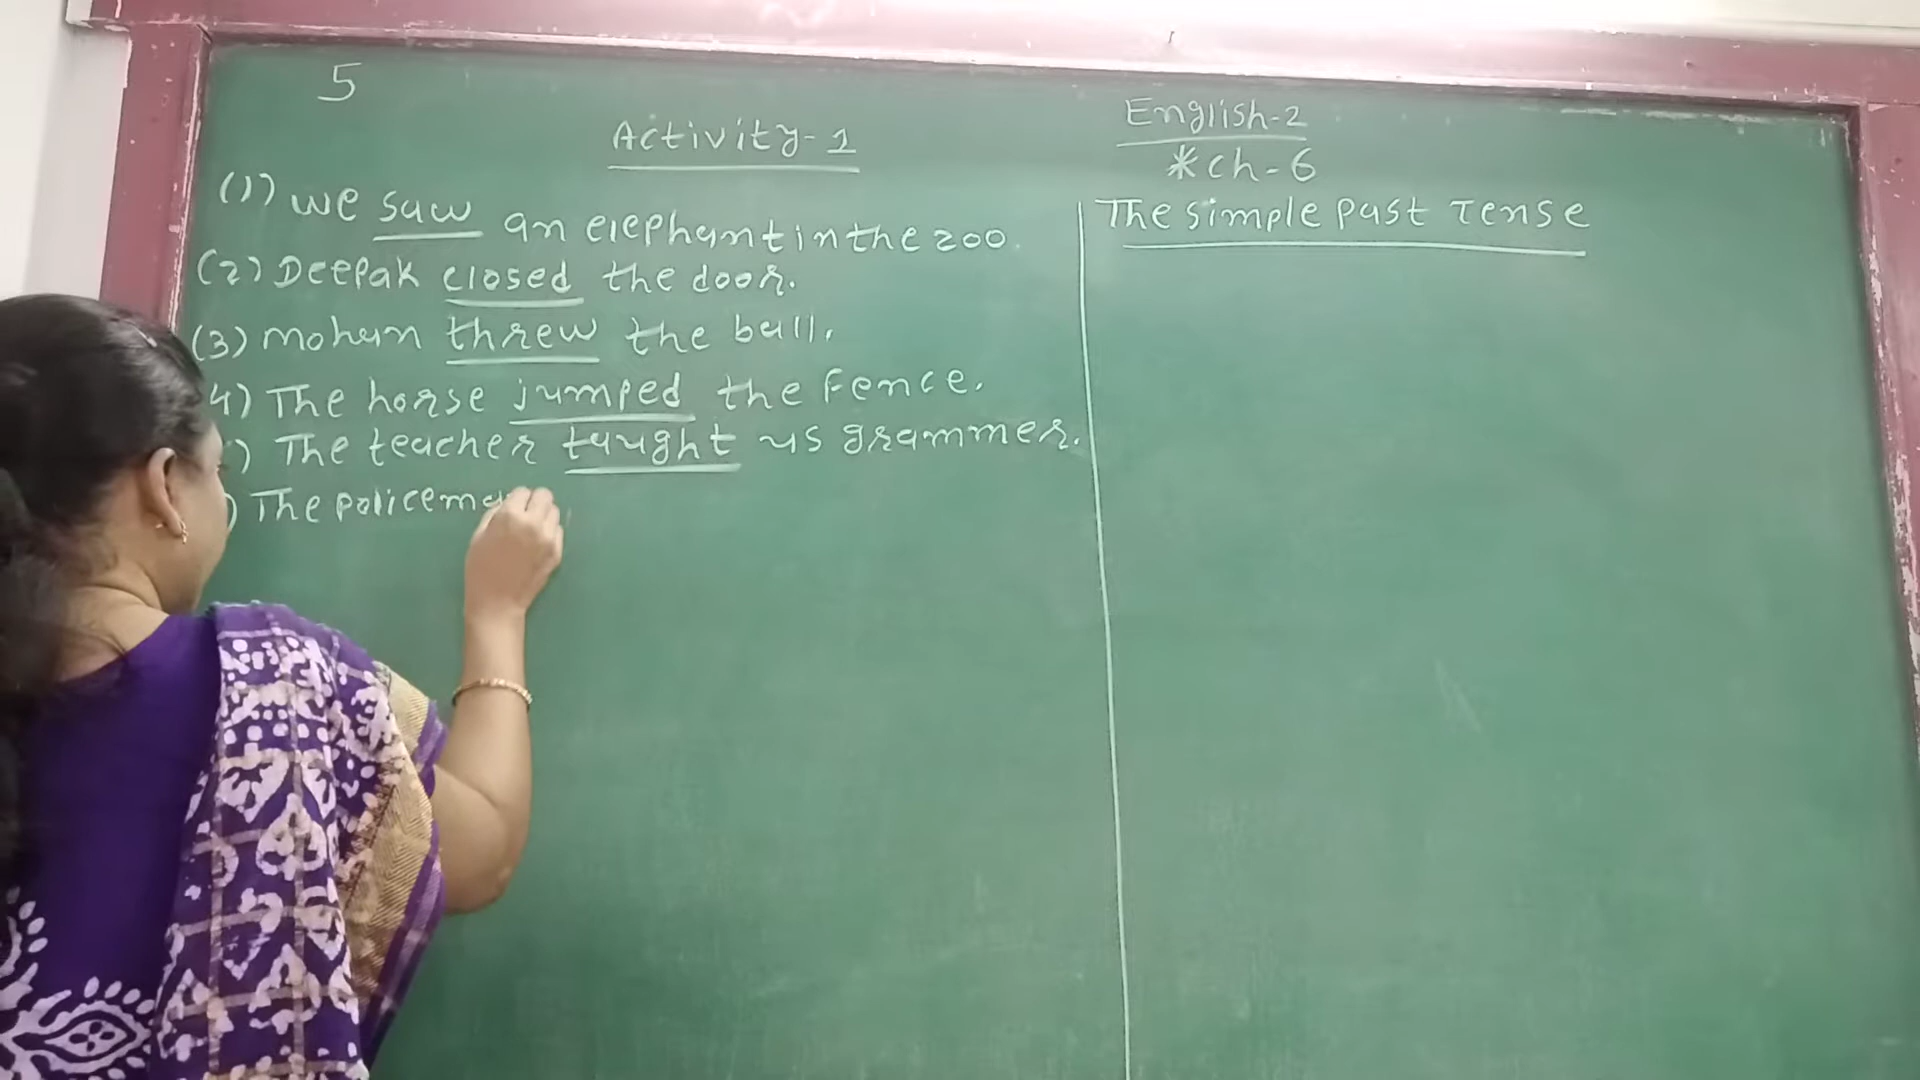 5
Activity-1
(1) we saw an elephant in the zoo.
(2) Deepak closed the door.
(3) mohan threw the ball.
4) The horse jumped the Fence.
) The teacher taught us grammer.
) The policema
English-2
*ch-6
The simple past Tense